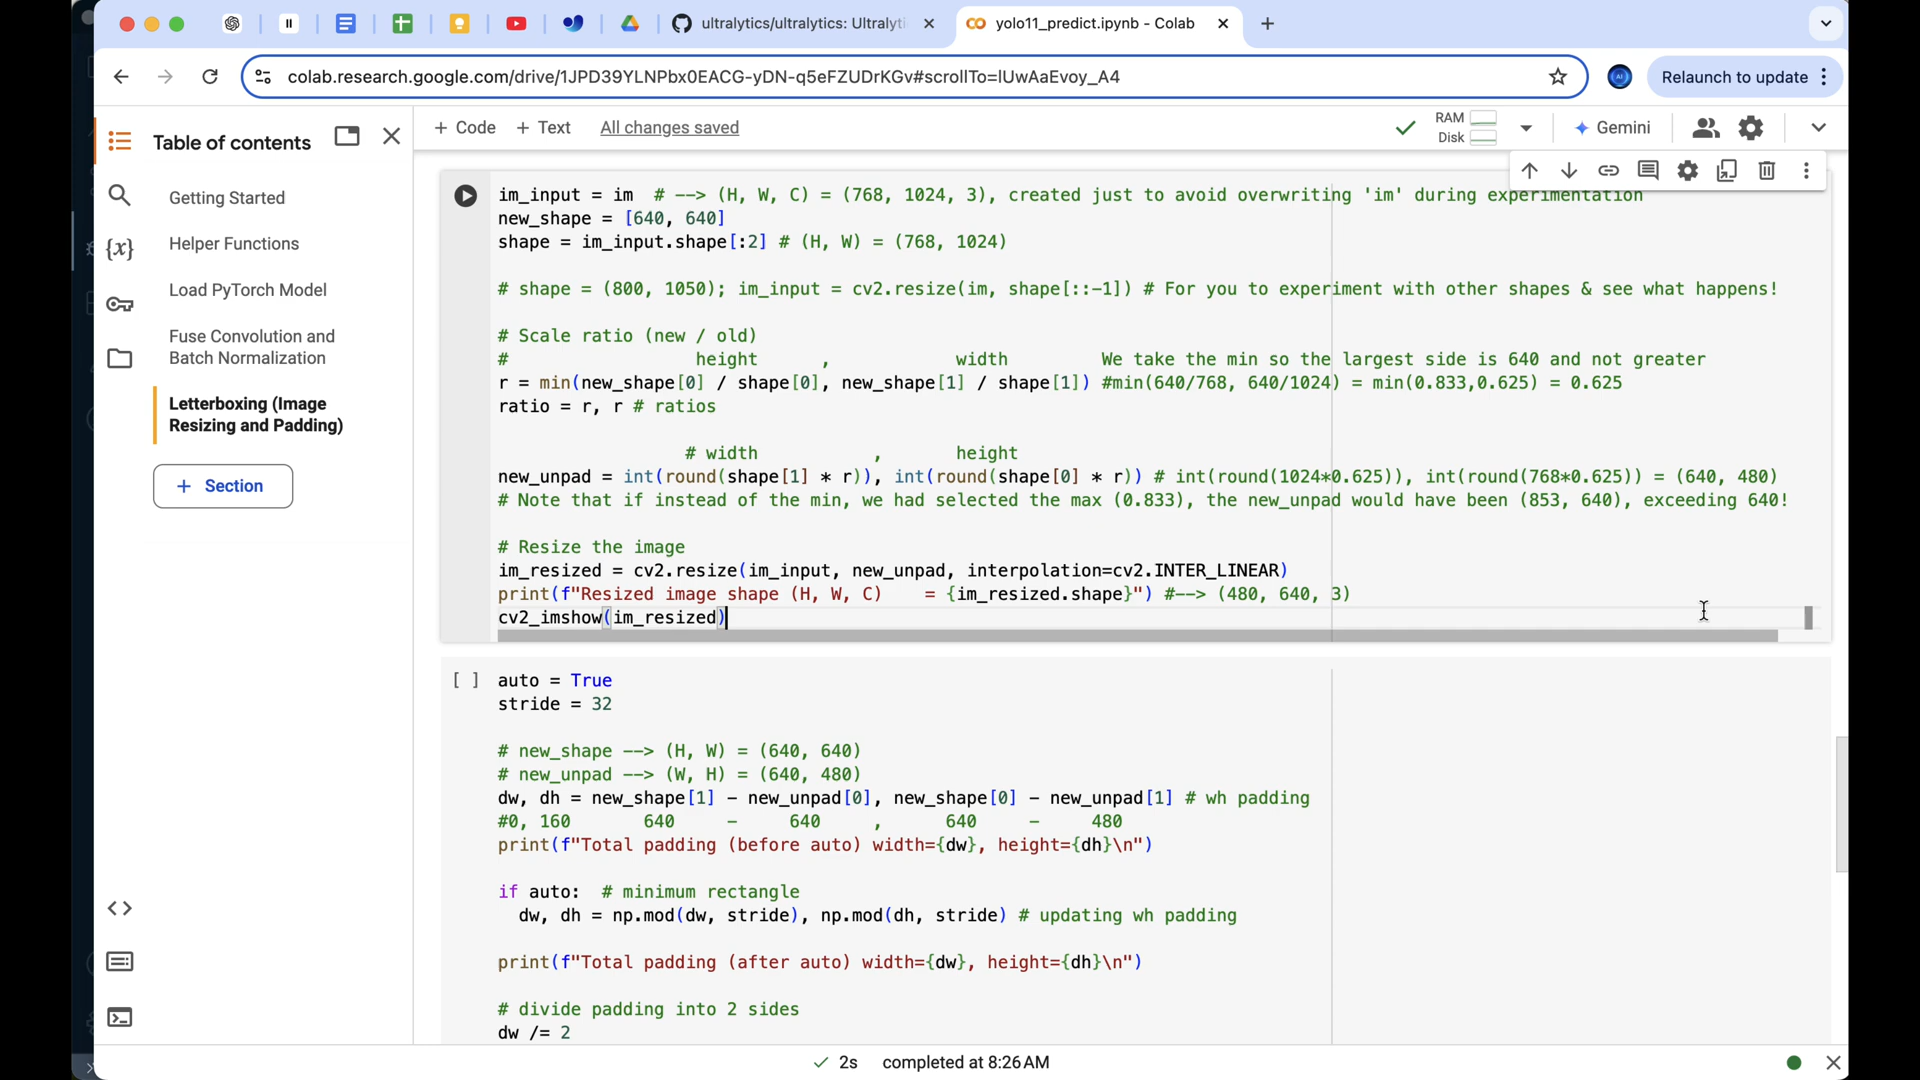 ultralytics/ultralytics: Ultralyti
yolo11_predict.ipynb - Colab
colab.research.google.com/drive/1JPD39YLNPbx0EACG-yDN-q5eFZUDrKGv#scrollTo=lUwAaEvoy_A4
Relaunch to update
Table of contents
+ Code + Text All changes saved
RAM
Disk
Gemini
Getting Started
Helper Functions
Load PyTorch Model
Fuse Convolution and
Batch Normalization
Letterboxing (Image
Resizing and Padding)
+ Section
im_input = im  # --> (H, W, C) = (768, 1024, 3), created just to avoid overwriting 'im' during experimentation
new_shape = [640, 640]
shape = im_input.shape[:2] # (H, W) = (768, 1024)
# shape = (800, 1050); im_input = cv2.resize(im, shape[::-1]) # For you to experiment with other shapes & see what happens!
# Scale ratio (new / old)
# height , width We take the min so the largest side is 640 and not greater
r = min(new_shape[0] / shape[0], new_shape[1] / shape[1]) #min(640/768, 640/1024) = min(0.833,0.625) = 0.625
ratio = r, r # ratios
# width , height
new_unpad = int(round(shape[1] * r)), int(round(shape[0] * r)) # int(round(1024*0.625)), int(round(768*0.625)) = (640, 480)
# Note that if instead of the min, we had selected the max (0.833), the new_unpad would have been (853, 640), exceeding 640!
# Resize the image
im_resized = cv2.resize(im_input, new_unpad, interpolation=cv2.INTER_LINEAR)
print(f"Resized image shape (H, W, C)    = {im_resized.shape}") #--> (480, 640, 3)
cv2_imshow(im_resized)
[ ] auto = True
stride = 32
# new_shape --> (H, W) = (640, 640)
# new_unpad --> (W, H) = (640, 480)
dw, dh = new_shape[1] - new_unpad[0], new_shape[0] - new_unpad[1] # wh padding
#0, 160 640 - 640 , 640 - 480
print(f"Total padding (before auto) width={dw}, height={dh}\n")
if auto:  # minimum rectangle
dw, dh = np.mod(dw, stride), np.mod(dh, stride) # updating wh padding
print(f"Total padding (after auto) width={dw}, height={dh}\n")
# divide padding into 2 sides
dw /= 2
2s completed at 8:26 AM